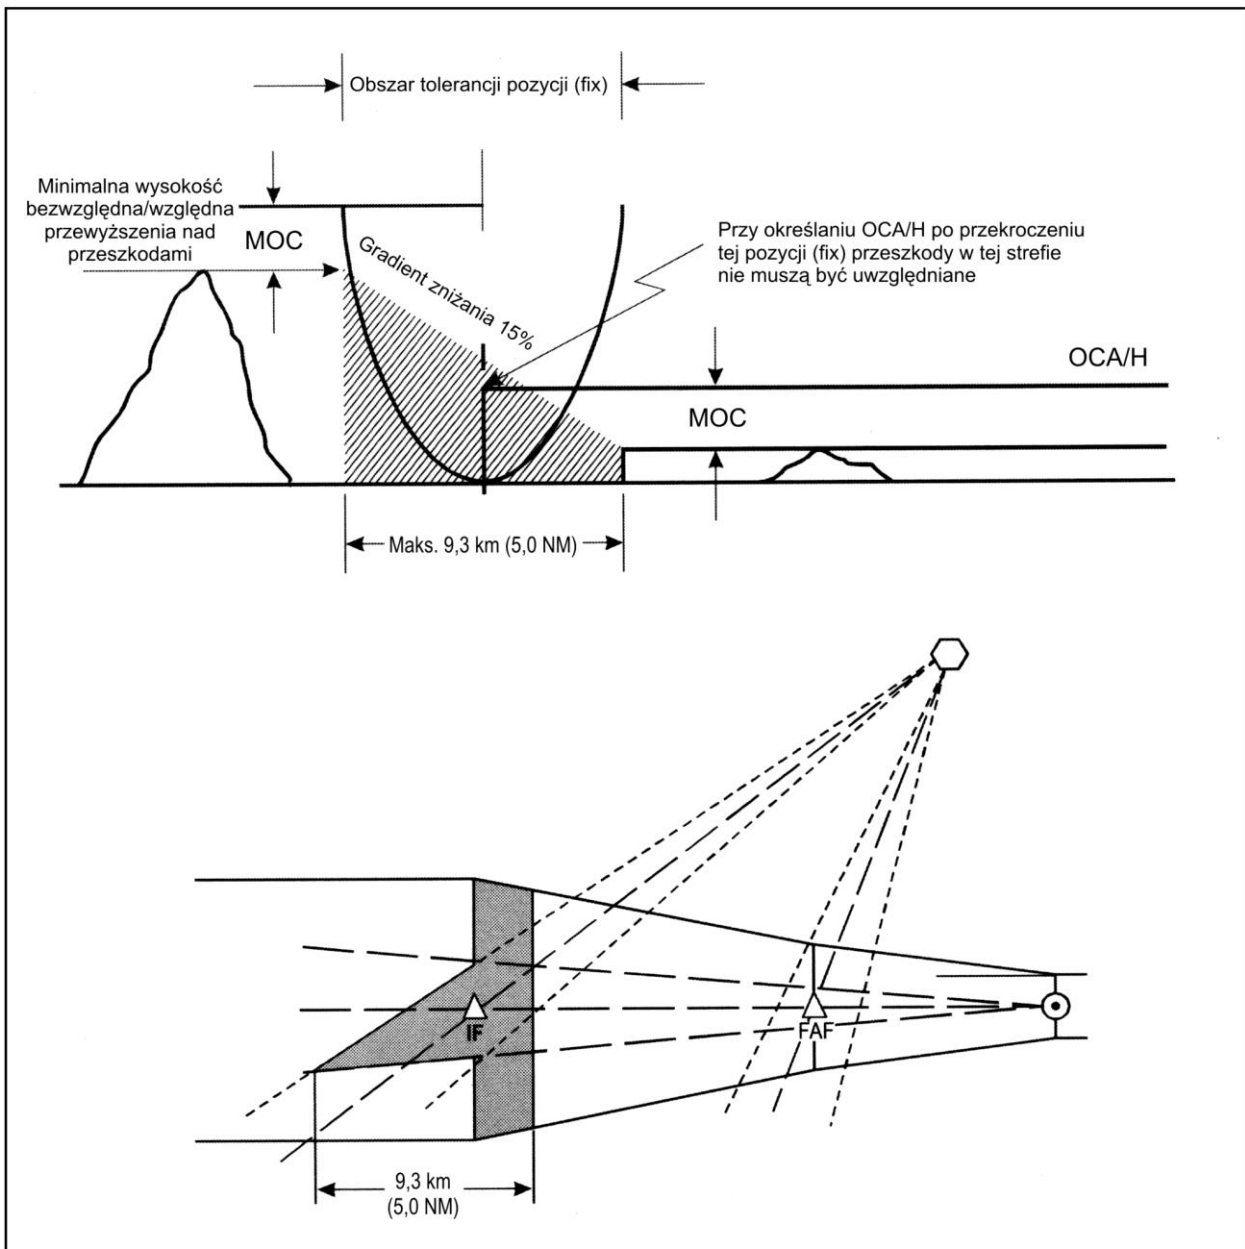 Obszar tolerancji pozycji (fix)
Minimalna wysokość
bezwzględna/względna
przewyższenia nad
przeszkodami
MOC
Gradient zniżania 15%
Przy określaniu OCA/H po przekroczeniu
tej pozycji (fix) przeszkody w tej strefie
nie muszą być uwzględniane
OCA/H
MOC
Maks. 9,3 km (5,0 NM)
IF
FAF
9,3 km
(5,0 NM)